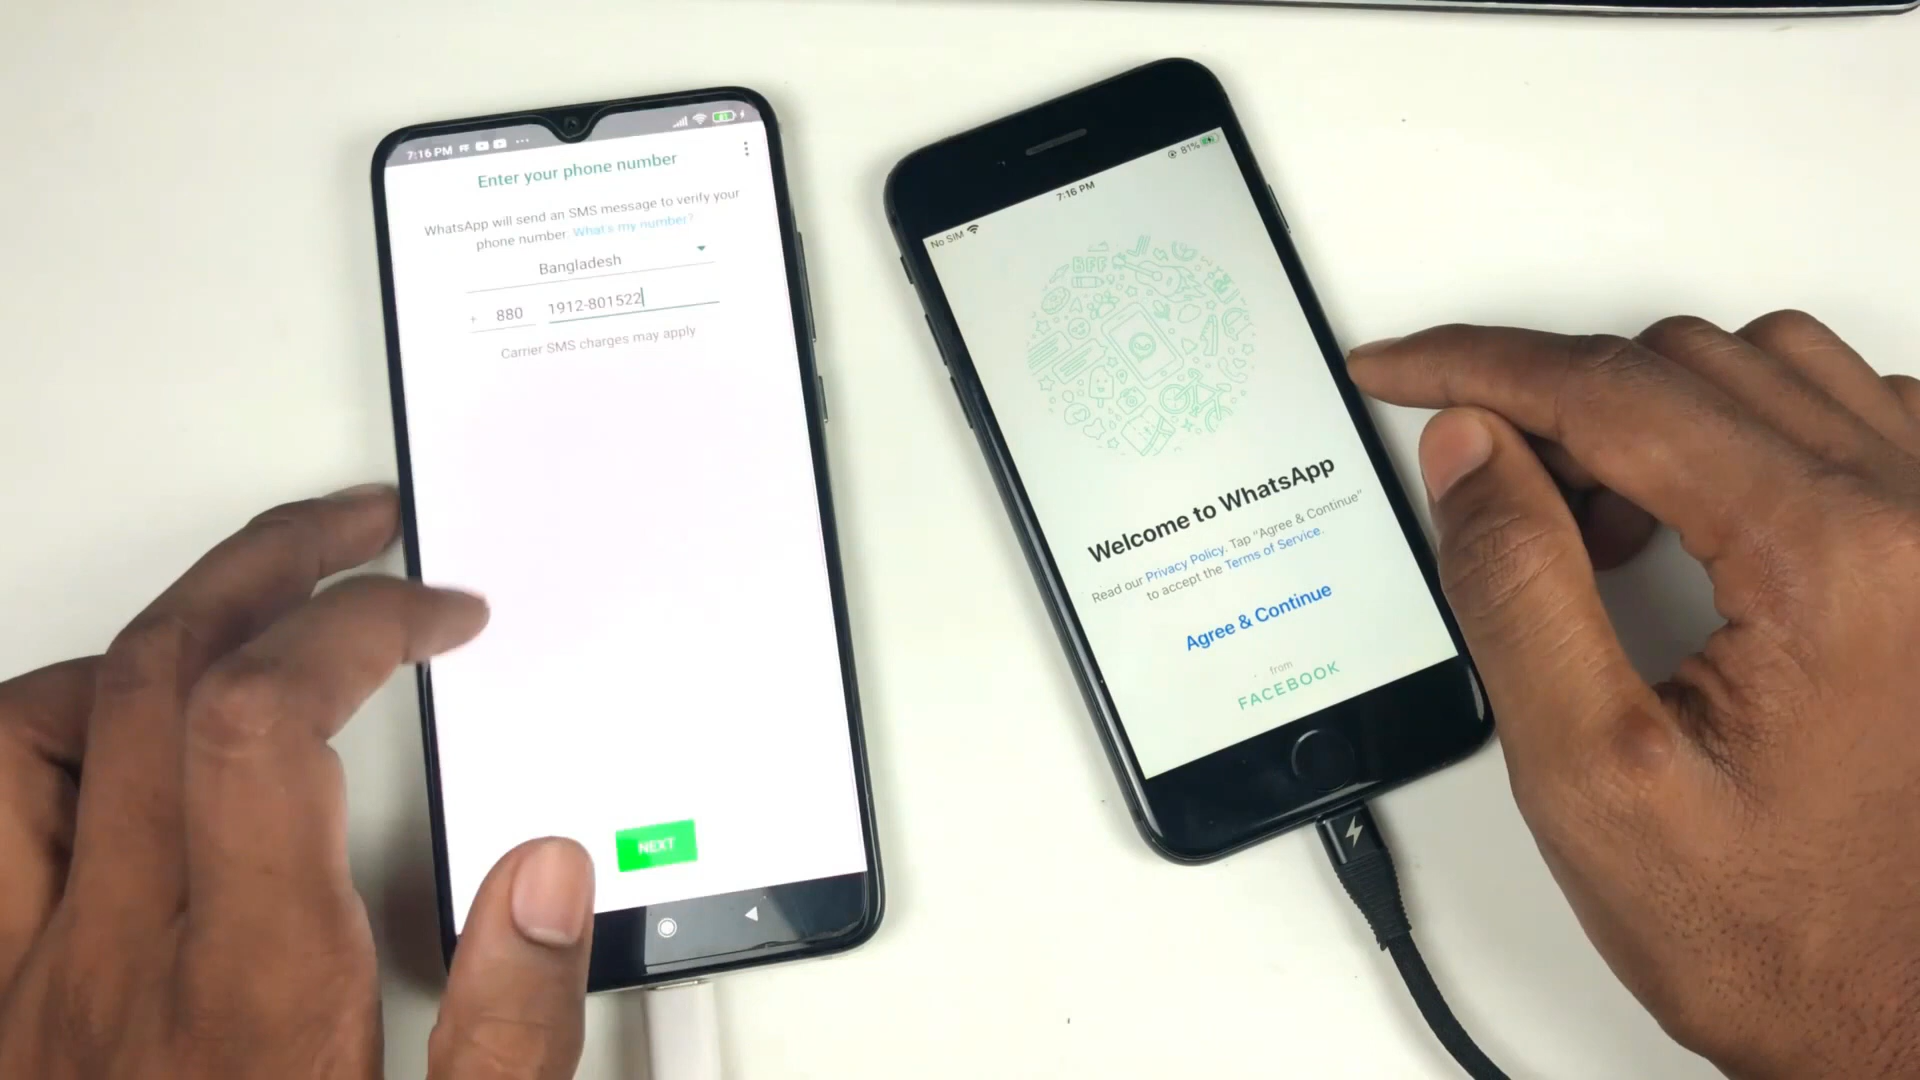 7:16 PM
Enter your phone number
WhatsApp will send an SMS message to verify your
phone number. What's my number?
Bangladesh
+ 880 1912-801522
Carrier SMS charges may apply
NEXT
No SIM
7:16 PM
81%
BFF
Welcome to WhatsApp
Read our Privacy Policy. Tap "Agree & Continue"
to accept the Terms of Service.
Agree & Continue
from
FACEBOOK